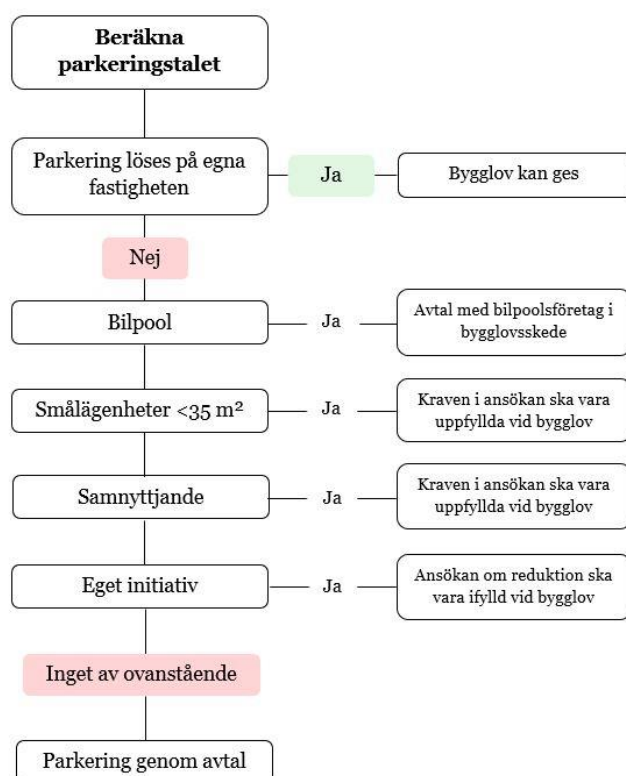 Beräkna
parkeringstalet
Parkering löses på egna
fastigheten
Ja
Bygglov kan ges
Nej
Bilpool
Ja
Avtal med bilpoolsföretag i
bygglovsskede
Smålägenheter <35 m²
Ja
Kraven i ansökan ska vara
uppfyllda vid bygglov
Samnyttjande
Ja
Kraven i ansökan ska vara
uppfyllda vid bygglov
Eget initiativ
Ja
Ansökan om reduktion ska
vara ifylld vid bygglov
Inget av ovanstående
Parkering genom avtal